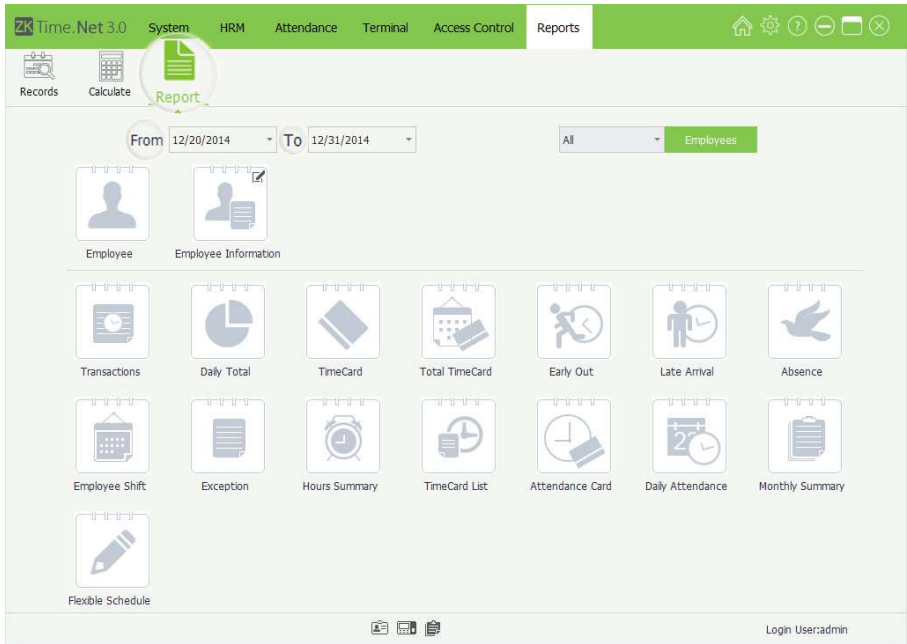 ZKTime.Net 3.0 System HRM Attendance Terminal Access Control Reports
Records Calculate Report
From 12/20/2014 To 12/31/2014 All Employees
Employee Employee Information
Transactions Daily Total TimeCard Total TimeCard Early Out Late Arrival Absence
Employee Shift Exception Hours Summary TimeCard List Attendance Card Daily Attendance Monthly Summary
Flexible Schedule
Login User:admin